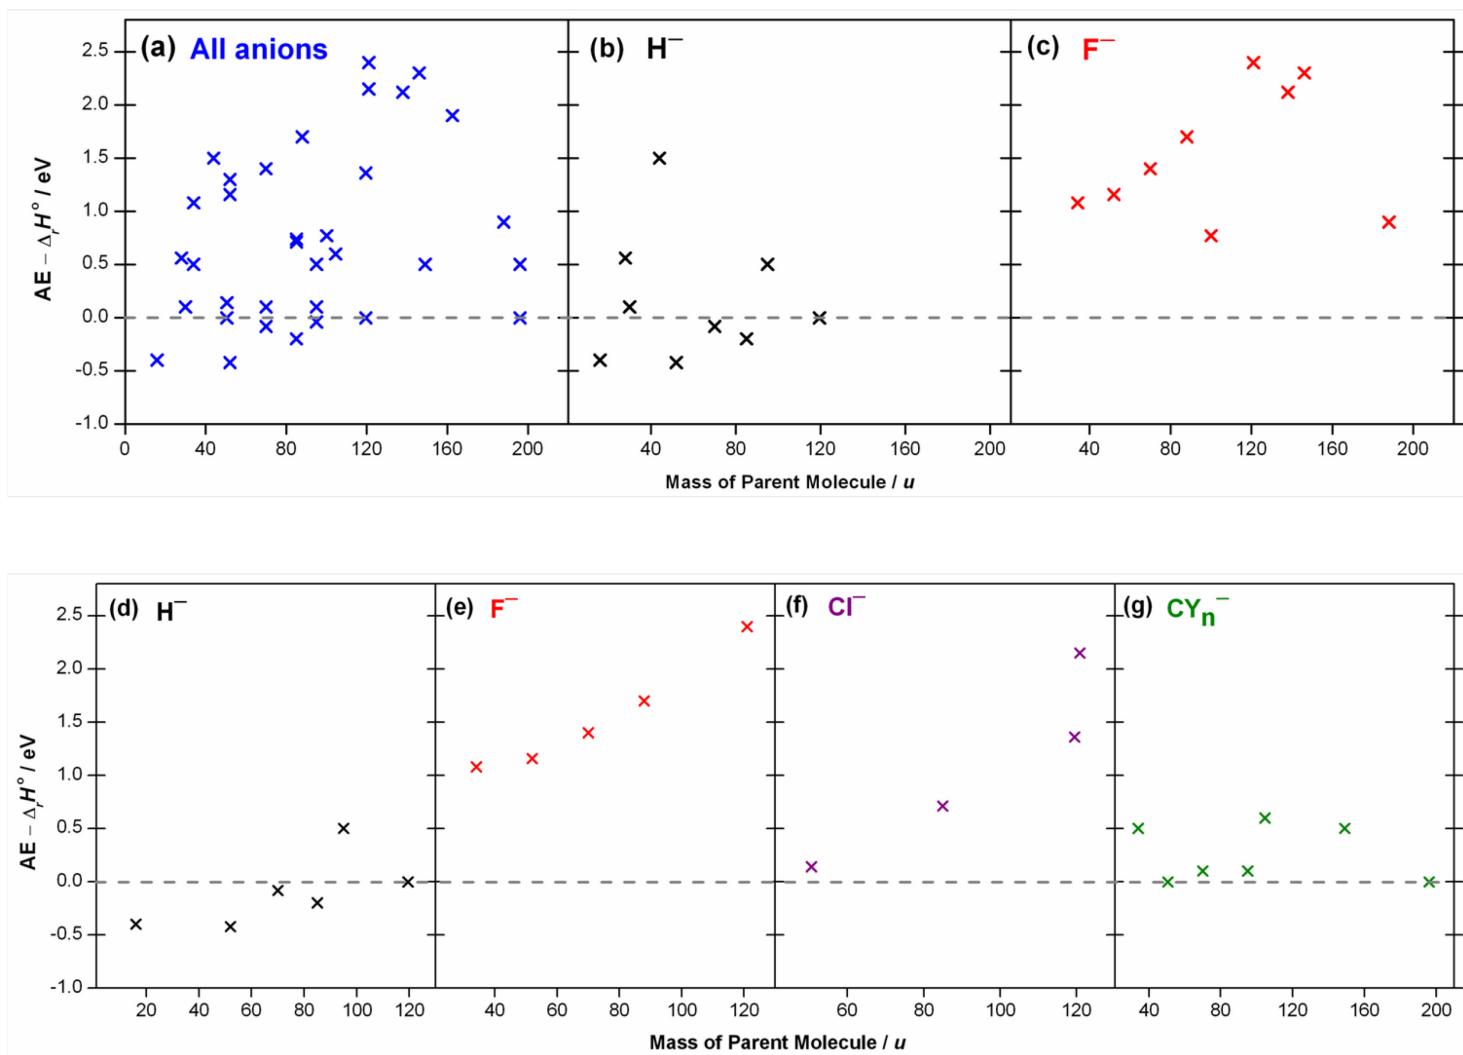 (a) All anions
(b) H⁻
(c) F⁻
AE – ΔᵣH° / eV
2.5
2.0
1.5
1.0
0.5
0.0
-0.5
-1.0
0 40 80 120 160 200
40 80 120 160 200
40 80 120 160 200
Mass of Parent Molecule / u
(d) H⁻
(e) F⁻
(f) Cl⁻
(g) CYₙ⁻
AE – ΔᵣH° / eV
2.5
2.0
1.5
1.0
0.5
0.0
-0.5
-1.0
20 40 60 80 100 120
40 60 80 100 120
60 80 100 120
40 80 120 160 200
Mass of Parent Molecule / u